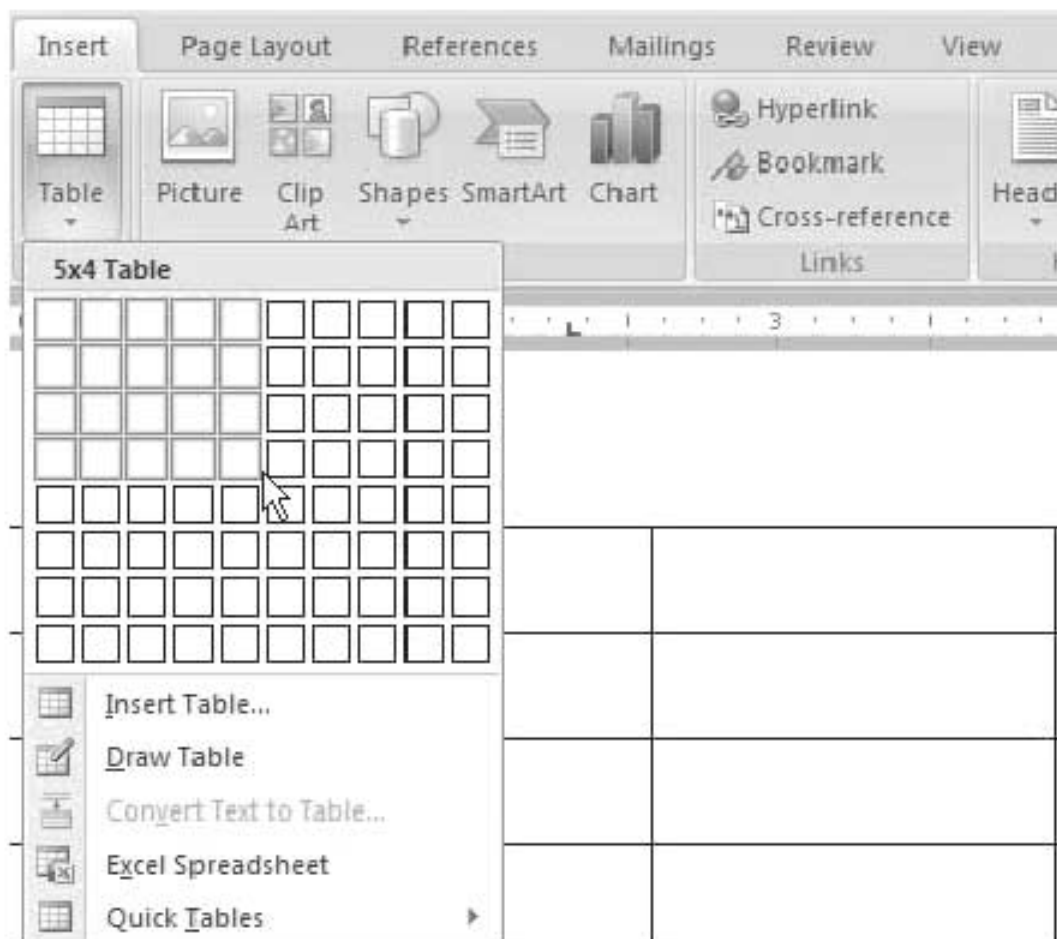 Insert Page Layout References Mailings Review View
Hyperlink
Bookmark
Table Picture Clip Art Shapes SmartArt Chart
Cross-reference
Links
5x4 Table
3
Insert Table...
Draw Table
Convert Text to Table...
Excel Spreadsheet
Quick Tables